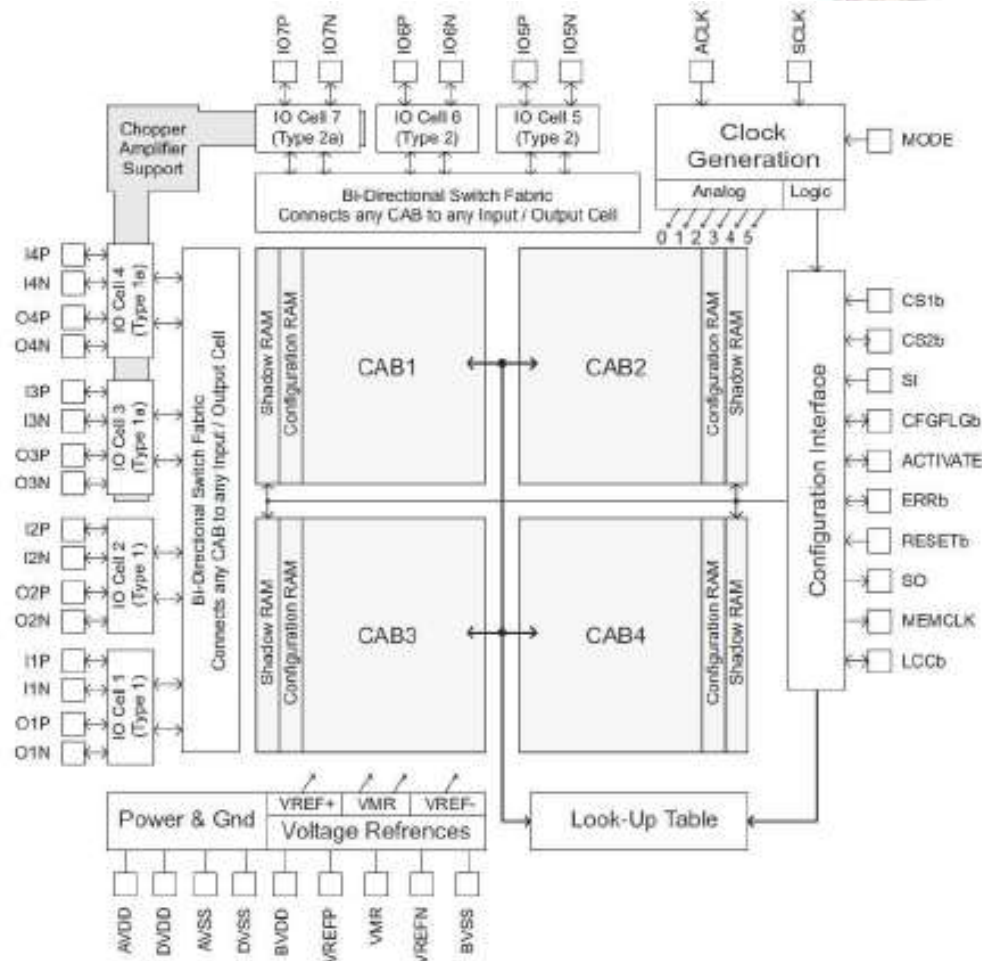 IO7P
IO7N
IO6P
IO6N
IO5P
IO5N
ACLK
SCLK
Chopper
Amplifier
Support
IO Cell 7
(Type 2a)
IO Cell 6
(Type 2)
IO Cell 5
(Type 2)
Clock
Generation
MODE
Analog
Logic
Bi-Directional Switch Fabric
Connects any CAB to any Input / Output Cell
0 1 2 3 4 5
I4P
I4N
O4P
O4N
IO Cell 4
(Type 1a)
I3P
I3N
O3P
O3N
IO Cell 3
(Type 1a)
I2P
I2N
O2P
O2N
IO Cell 2
(Type 1)
I1P
I1N
O1P
O1N
IO Cell 1
(Type 1)
Bi-Directional Switch Fabric
Connects any CAB to any Input / Output Cell
Shadow RAM
Configuration RAM
CAB1
CAB2
Configuration RAM
Shadow RAM
Shadow RAM
Configuration RAM
CAB3
CAB4
Configuration RAM
Shadow RAM
Configuration Interface
CS1b
CS2b
SI
CFGFLGb
ACTIVATE
ERRb
RESETb
SO
MEMCLK
LCCb
Power & Gnd
VREF+
VMR
VREF-
Voltage Refrences
Look-Up Table
AVDD
DVDD
AVSS
DVSS
BVDD
VREFP
VMR
VREFN
BVSS